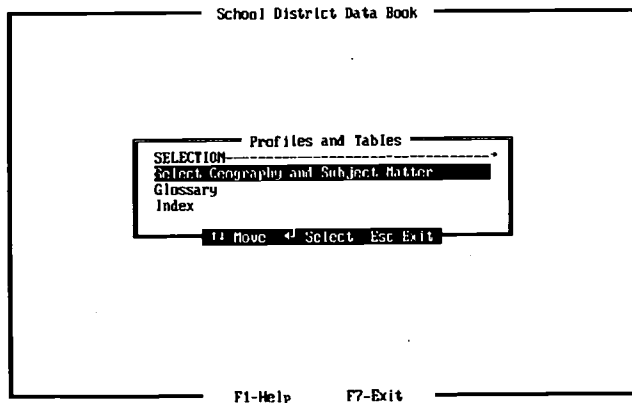 School District Data Book
Profiles and Tables
SELECTION
Select Geography and Subject Matter
Glossary
Index
↑↓ Move ↵ Select Esc Exit
F1-Help F7-Exit